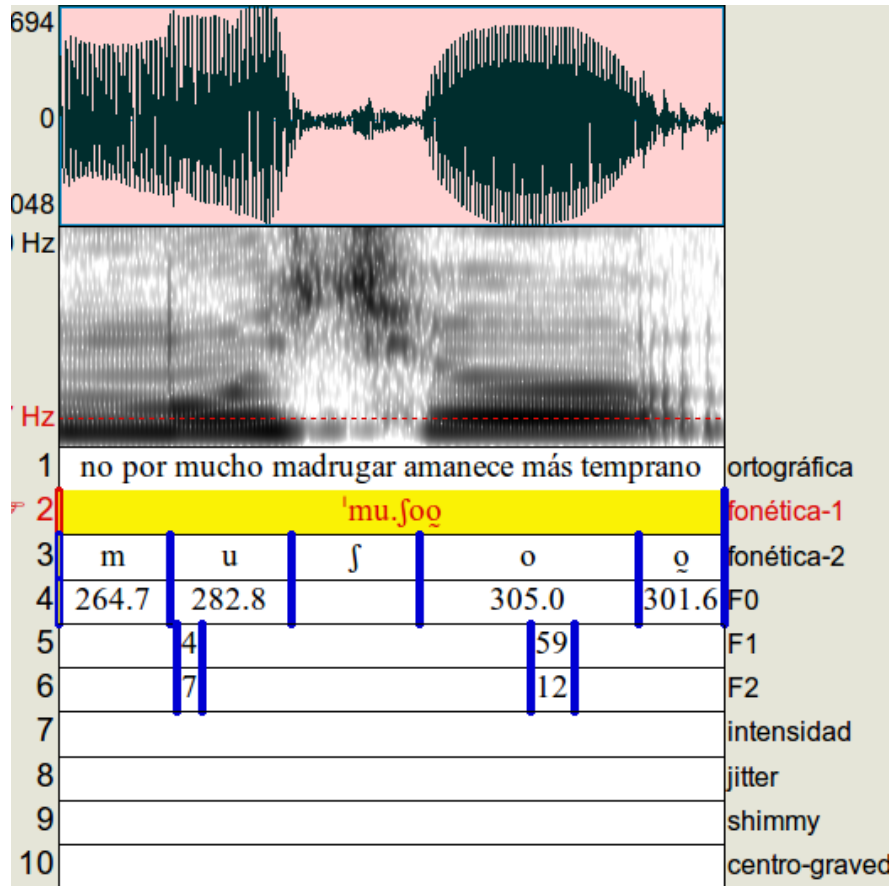 694
0
048
) Hz
Hz
1 no por mucho madrugar amanece más temprano ortográfica
2 ˈmu.ʃoo̰ fonética-1
3 m u ʃ o o̰ fonética-2
4 264.7 282.8 305.0 301.6 F0
5 4 59 F1
6 7 12 F2
7 intensidad
8 jitter
9 shimmy
10 centro-graved